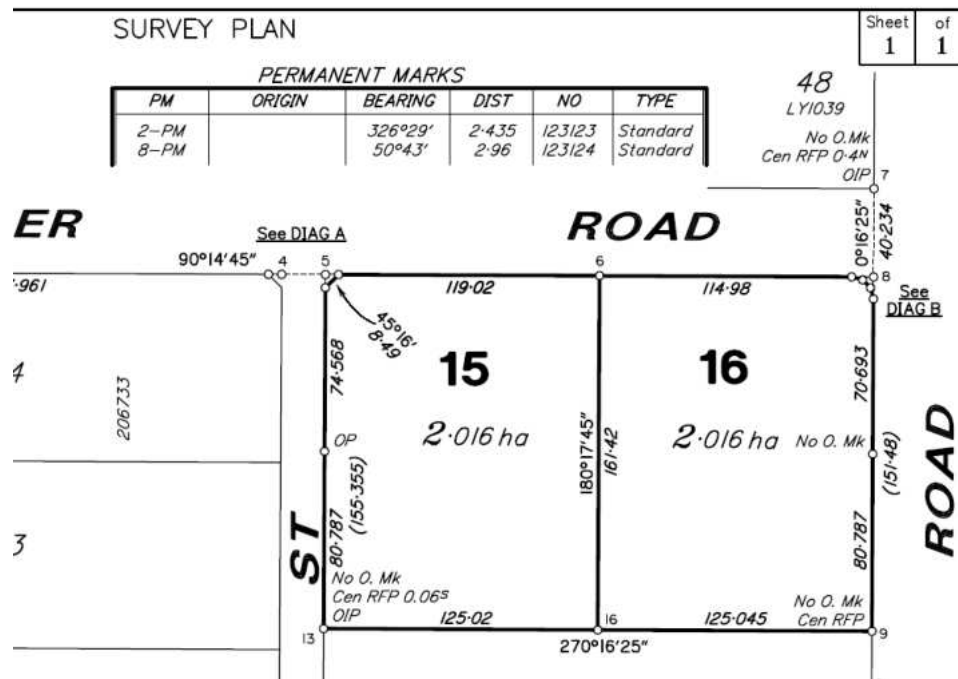 SURVEY PLAN
Sheet of
1 1
PERMANENT MARKS
PM ORIGIN BEARING DIST NO TYPE
2-PM 326°29' 2·435 123123 Standard
8-PM 50°43' 2·96 123124 Standard
48
LY1039
No O.Mk
Cen RFP 0·4N
OIP 7
0°16'25"
40·234
ER
ROAD
See DIAG A
90°14'45" 4 5 6 8
·961
119·02
114·98
See
DIAG B
45°16'
8·49
74·568
15
16
70·693
4
206733
2·016 ha
2·016 ha
No O. Mk
OP
(155·355)
180°17'45"
161·42
(151·48)
ROAD
3
ST
80·787
80·787
No O. Mk
Cen RFP 0.06S
OIP
No O. Mk
Cen RFP
13 125·02 16 125·045 9
270°16'25"